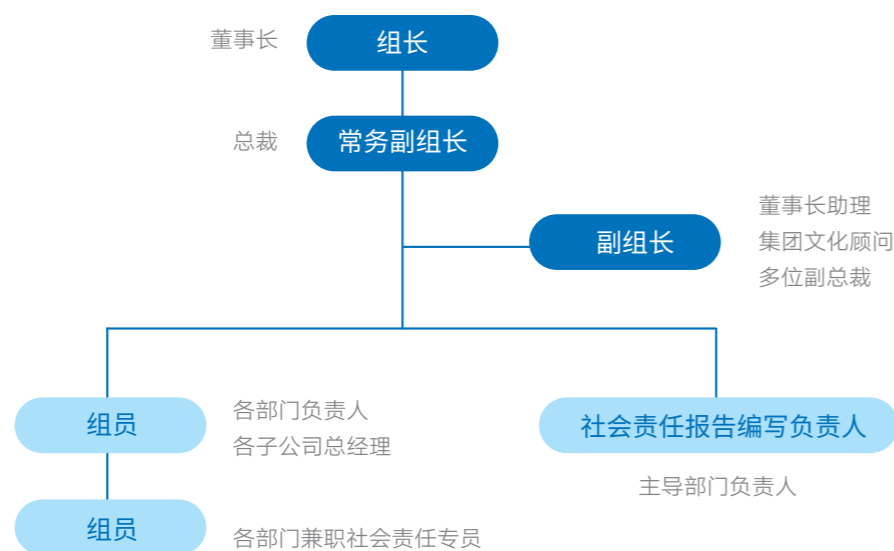 董事长
组长
总裁
常务副组长
副组长
董事长助理
集团文化顾问
多位副总裁
组员
各部门负责人
各子公司总经理
社会责任报告编写负责人
主导部门负责人
组员
各部门兼职社会责任专员